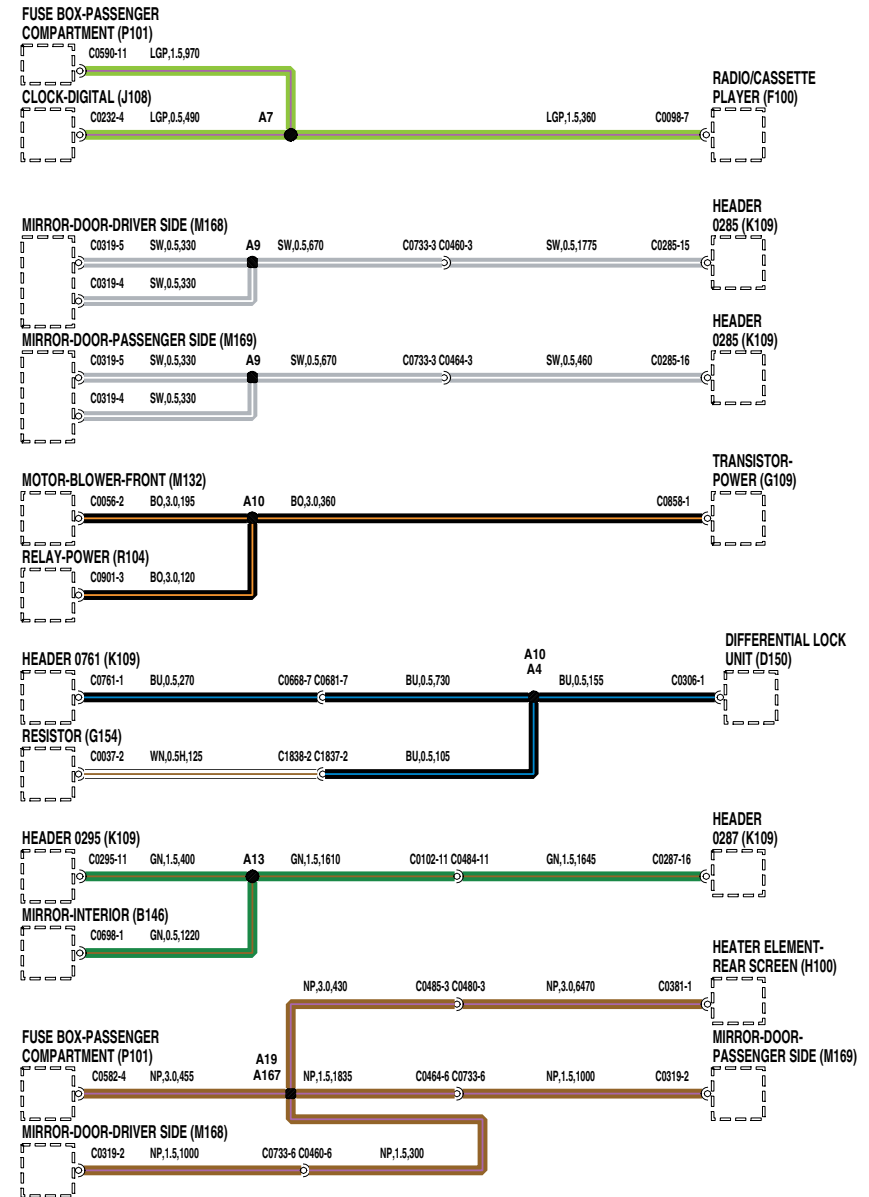 FUSE BOX-PASSENGER
COMPARTMENT (P101)
C0590-11 LGP,1.5,970
CLOCK-DIGITAL (J108)
C0232-4 LGP,0.5,490 A7 LGP,1.5,360 C0098-7
RADIO/CASSETTE
PLAYER (F100)
MIRROR-DOOR-DRIVER SIDE (M168)
C0319-5 SW,0.5,330 A9 SW,0.5,670 C0733-3 C0460-3 SW,0.5,1775 C0285-15
HEADER
0285 (K109)
C0319-4 SW,0.5,330
MIRROR-DOOR-PASSENGER SIDE (M169)
C0319-5 SW,0.5,330 A9 SW,0.5,670 C0733-3 C0464-3 SW,0.5,460 C0285-16
HEADER
0285 (K109)
C0319-4 SW,0.5,330
MOTOR-BLOWER-FRONT (M132)
C0056-2 BO,3.0,195 A10 BO,3.0,360 C0858-1
TRANSISTOR-
POWER (G109)
RELAY-POWER (R104)
C0901-3 BO,3.0,120
HEADER 0761 (K109)
C0761-1 BU,0.5,270 C0668-7 C0681-7 BU,0.5,730 A10
A4 BU,0.5,155 C0306-1
DIFFERENTIAL LOCK
UNIT (D150)
RESISTOR (G154)
C0037-2 WN,0.5H,125 C1838-2 C1837-2 BU,0.5,105
HEADER 0295 (K109)
C0295-11 GN,1.5,400 A13 GN,1.5,1610 C0102-11 C0484-11 GN,1.5,1645 C0287-16
HEADER
0287 (K109)
MIRROR-INTERIOR (B146)
C0698-1 GN,0.5,1220
NP,3.0,430 C0485-3 C0480-3 NP,3.0,6470 C0381-1
HEATER ELEMENT-
REAR SCREEN (H100)
FUSE BOX-PASSENGER
COMPARTMENT (P101)
C0582-4 NP,3.0,455 A19
A167 NP,1.5,1835 C0464-6 C0733-6 NP,1.5,1000 C0319-2
MIRROR-DOOR-
PASSENGER SIDE (M169)
MIRROR-DOOR-DRIVER SIDE (M168)
C0319-2 NP,1.5,1000 C0733-6 C0460-6 NP,1.5,300